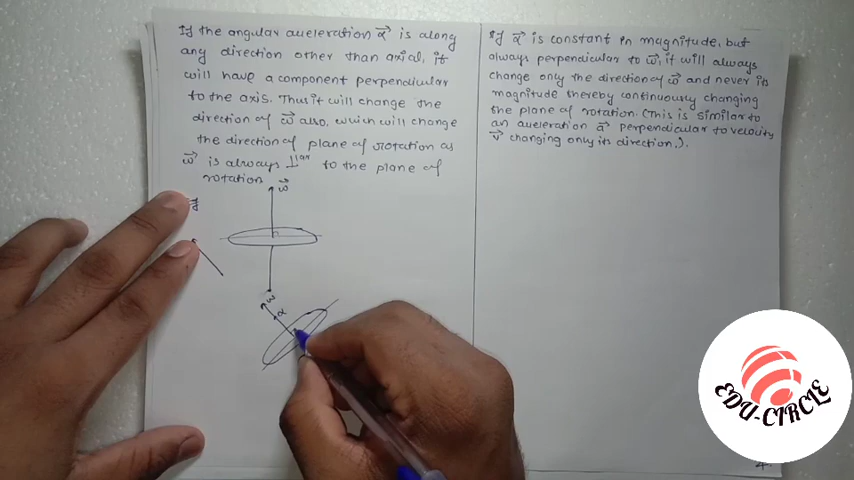 If the angular acceleration α⃗ is along
any direction other than axial, it
will have a component perpendicular
to the axis. Thus it will change the
direction of ω⃗ also, which will change
the direction of plane of rotation as
ω⃗ is always ⊥lar to the plane of
rotation
If
ω⃗
ω
α
If α⃗ is constant in magnitude, but
always perpendicular to ω⃗, it will always
change only the direction of ω⃗ and never its
magnitude thereby continuously changing
the plane of rotation. (This is similar to
an acceleration a⃗ perpendicular to velocity
v⃗ changing only its direction.).
EDU-CIRCLE
4